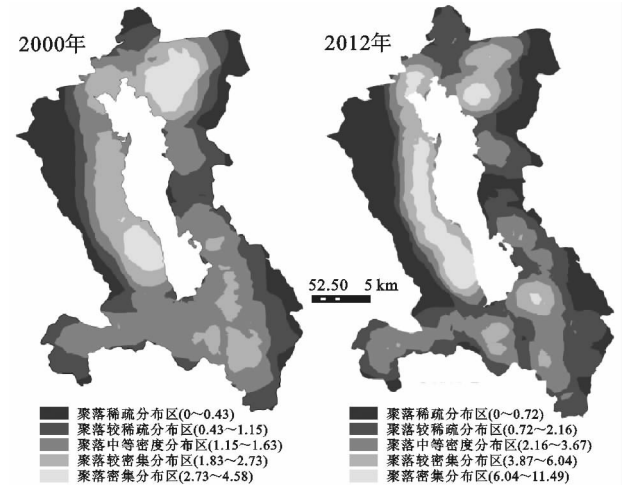 2000年
2012年
52.50 5 km
聚落稀疏分布区(0～0.43)
聚落较稀疏分布区(0.43～1.15)
聚落中等密度分布区(1.15～1.63)
聚落较密集分布区(1.83～2.73)
聚落密集分布区(2.73～4.58)
聚落稀疏分布区(0～0.72)
聚落较稀疏分布区(0.72～2.16)
聚落中等密度分布区(2.16～3.67)
聚落较密集分布区(3.87～6.04)
聚落密集分布区(6.04～11.49)